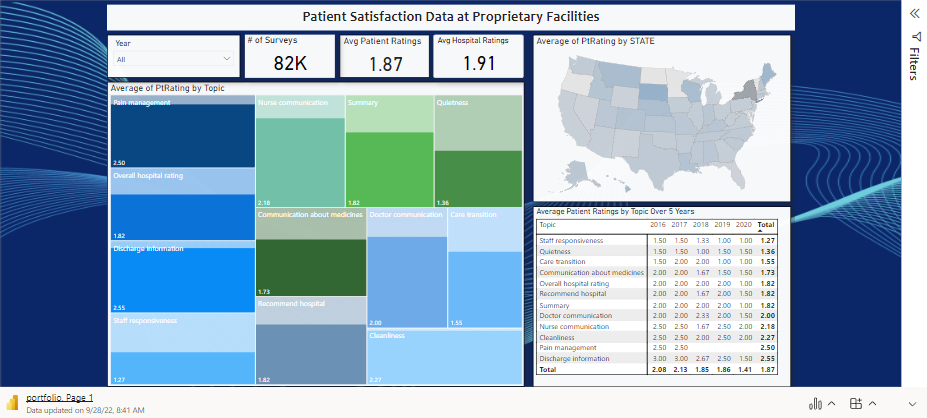 Patient Satisfaction Data at Proprietary Facilities
Year
All
# of Surveys
82K
Avg Patient Ratings
1.87
Avg Hospital Ratings
1.91
Average of PtRating by STATE
Filters
Average of PtRating by Topic
Pain management
2.50
Overall hospital rating
1.82
Discharge information
2.55
Staff responsiveness
1.27
Nurse communication
2.18
Summary
1.82
Quietness
1.36
Communication about medicines
1.73
Recommend hospital
1.82
Doctor communication
2.00
Care transition
1.55
Cleanliness
2.27
Average Patient Ratings by Topic Over 5 Years
Topic 2016 2017 2018 2019 2020 Total
Staff responsiveness 1.50 1.50 1.33 1.00 1.00 1.27
Quietness 1.50 1.50 1.00 1.50 1.50 1.36
Care transition 1.50 2.00 2.00 1.00 1.00 1.55
Communication about medicines 2.00 2.00 1.67 1.50 1.50 1.73
Overall hospital rating 2.00 2.00 2.00 2.00 1.00 1.82
Recommend hospital 2.00 2.00 1.67 2.00 1.50 1.82
Summary 2.00 2.00 2.00 2.00 1.00 1.82
Doctor communication 2.00 2.00 2.33 2.00 1.50 2.00
Nurse communication 2.50 2.50 1.67 2.50 2.00 2.18
Cleanliness 2.50 2.50 2.00 2.50 2.00 2.27
Pain management 2.50 2.50 2.50
Discharge information 3.00 3.00 2.67 2.50 1.50 2.55
Total 2.08 2.13 1.85 1.86 1.41 1.87
portfolio, Page 1
Data updated on 9/28/22, 8:41 AM